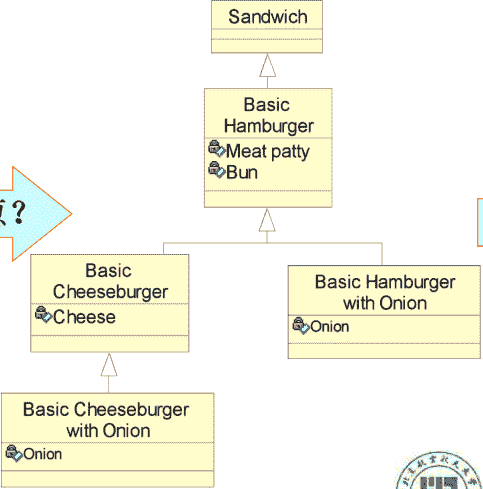 Sandwich
Basic
Hamburger
Meat patty
Bun
?
Basic
Cheeseburger
Cheese
Basic Hamburger
with Onion
Onion
Basic Cheeseburger
with Onion
Onion